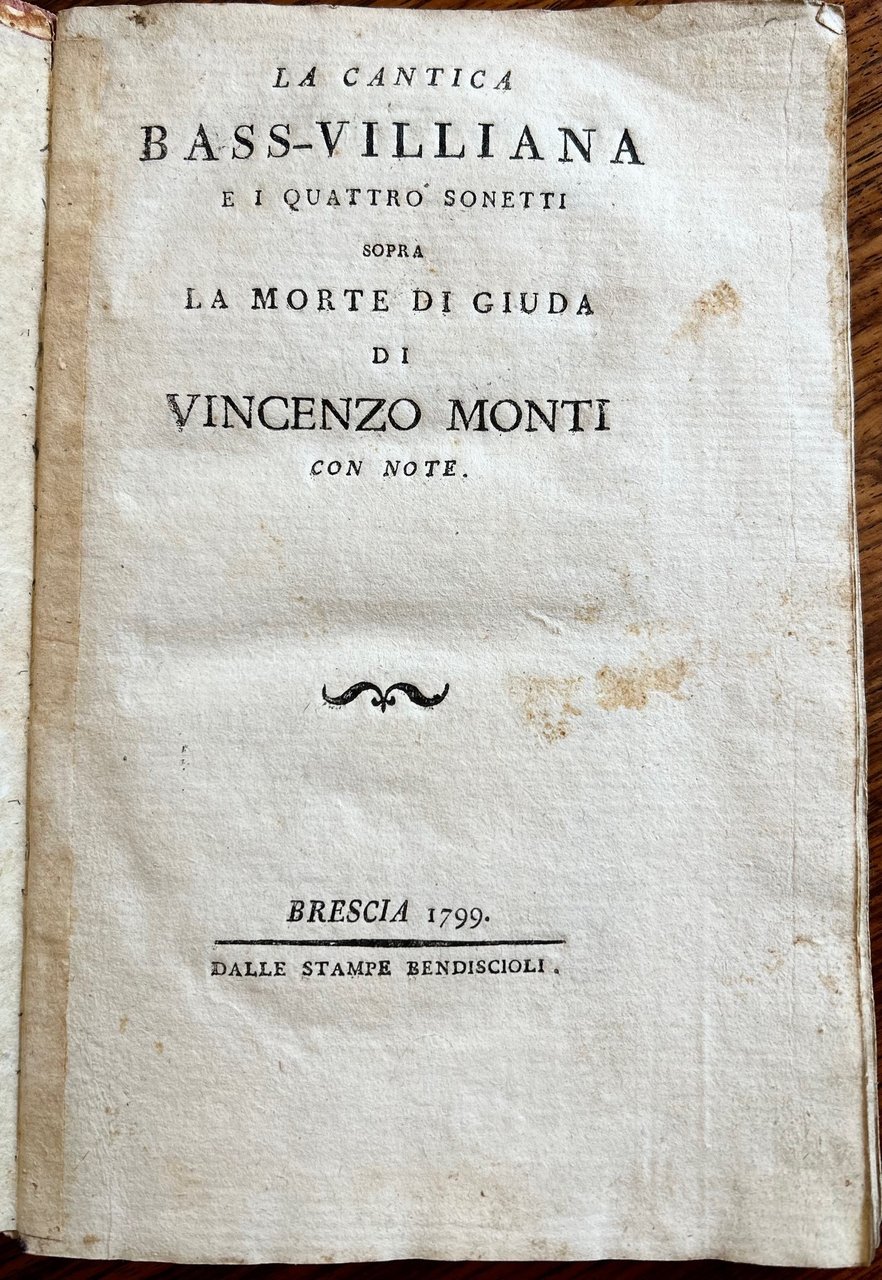 LA CANTICA
BASS-VILLIANA
E I QUATTRO SONETTI
SOPRA
LA MORTE DI GIUDA
DI
VINCENZO MONTI
CON NOTE.
BRESCIA 1799.
DALLE STAMPE BENDISCIOLI.